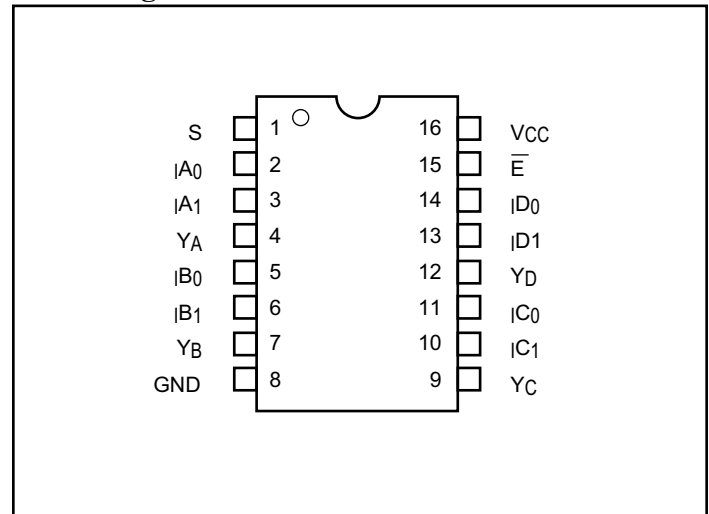 S 1 16 VCC
IA0 2 15 E̅
IA1 3 14 ID0
YA 4 13 ID1
IB0 5 12 YD
IB1 6 11 IC0
YB 7 10 IC1
GND 8 9 YC